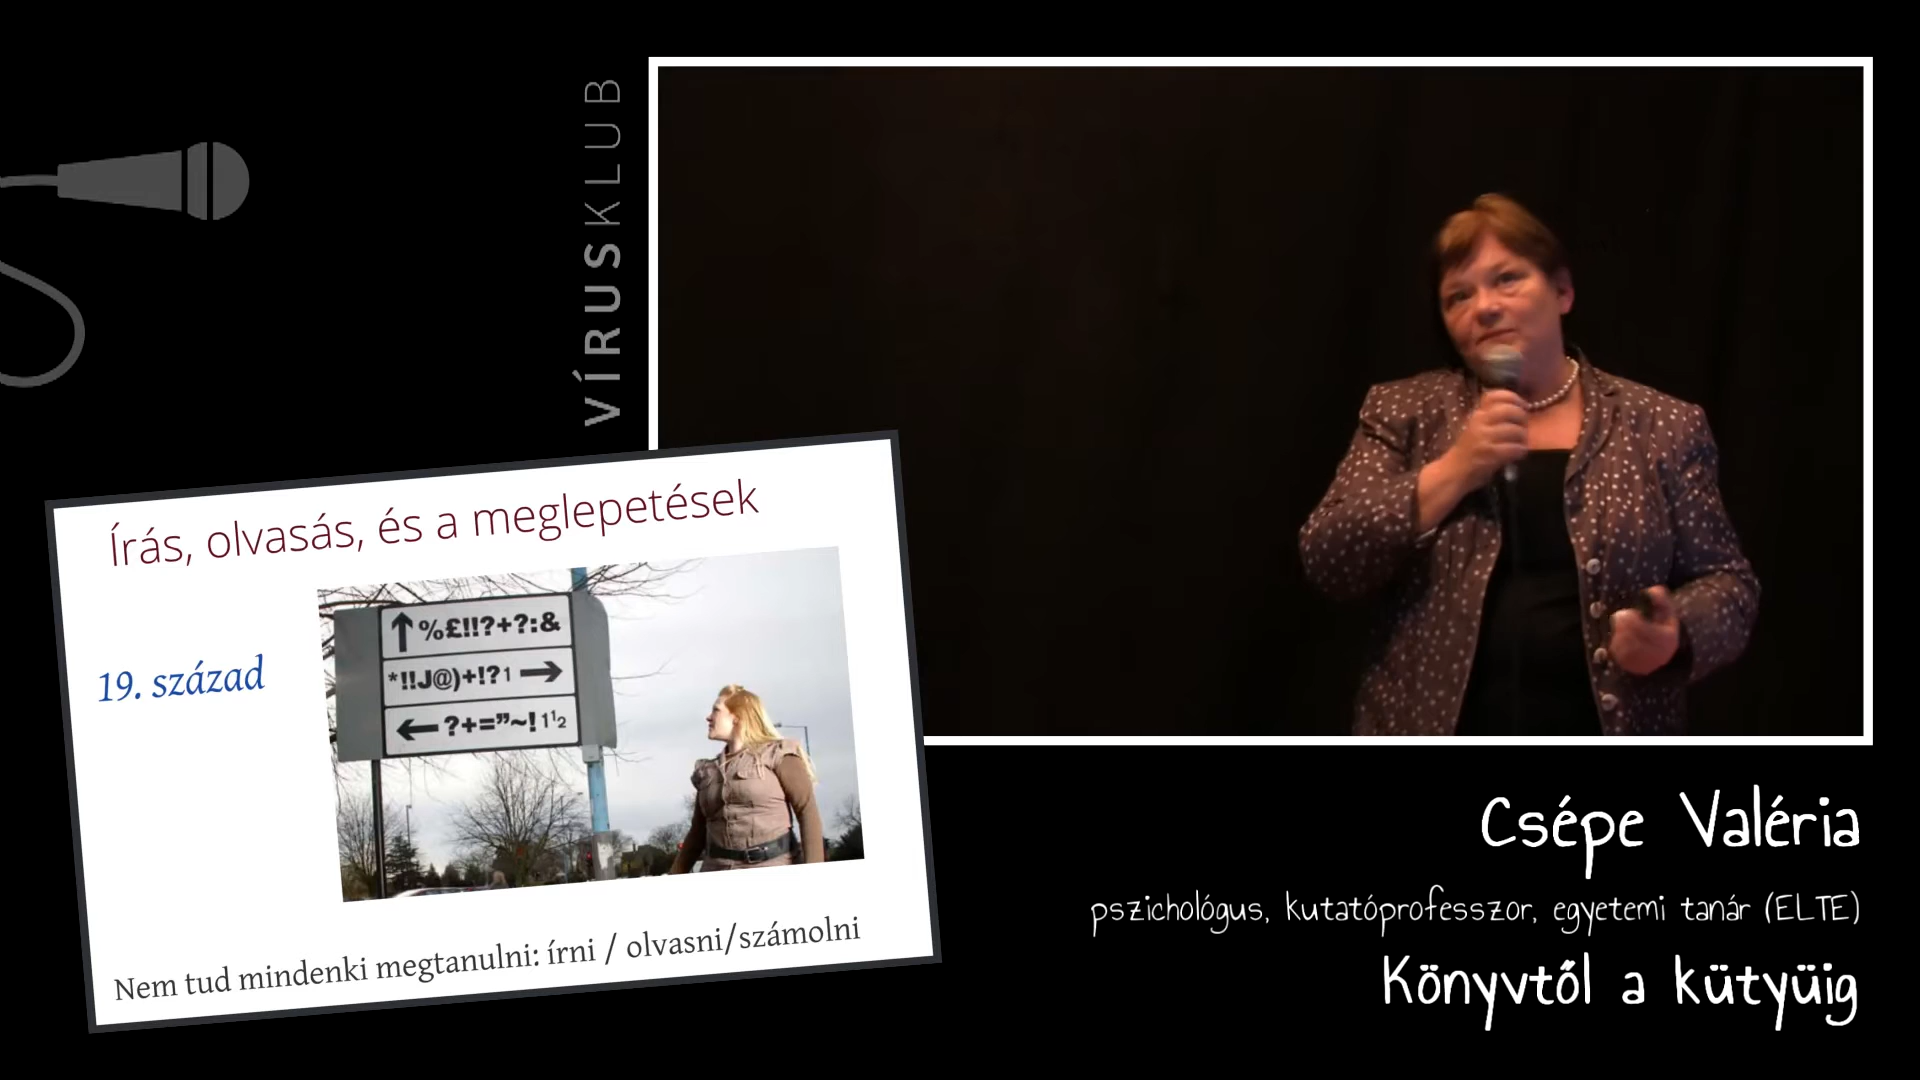 VÍRUSKLUB
Írás, olvasás, és a meglepetések
19. század
↑%£!!?+?:&
*!!J@)+!?1 →
← ?+="~! 1½
Nem tud mindenki megtanulni: írni / olvasni/számolni
Csépe Valéria
pszichológus, kutatóprofesszor, egyetemi tanár (ELTE)
Könyvtől a kütyüig